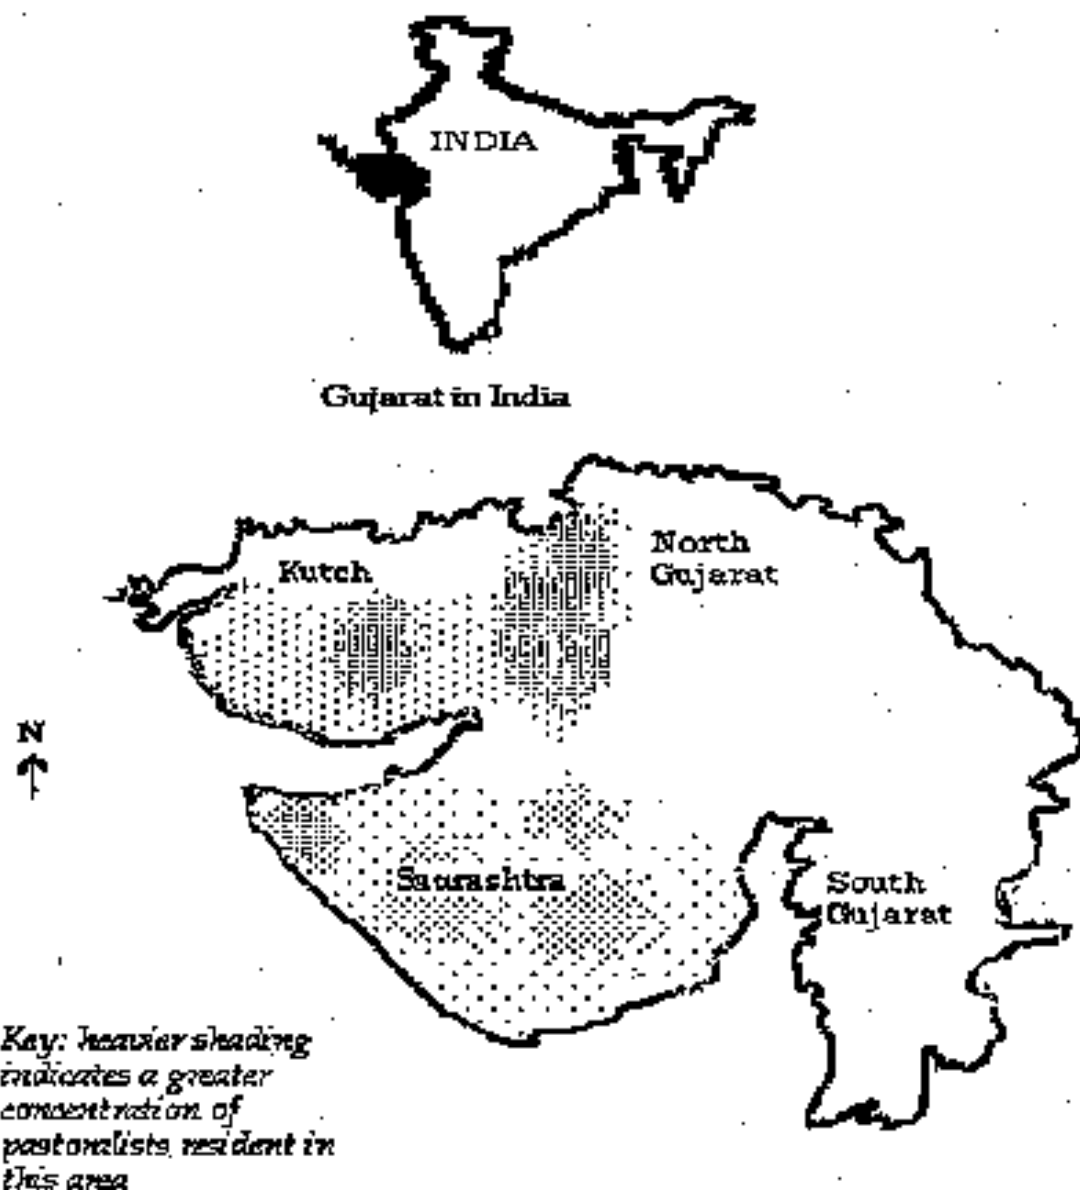 INDIA
Gujarat in India
North
Gujarat
Kutch
N
Saurashtra
South
Gujarat
Key: heavier shading
indicates a greater
concentration of
pastoralists resident in
this area